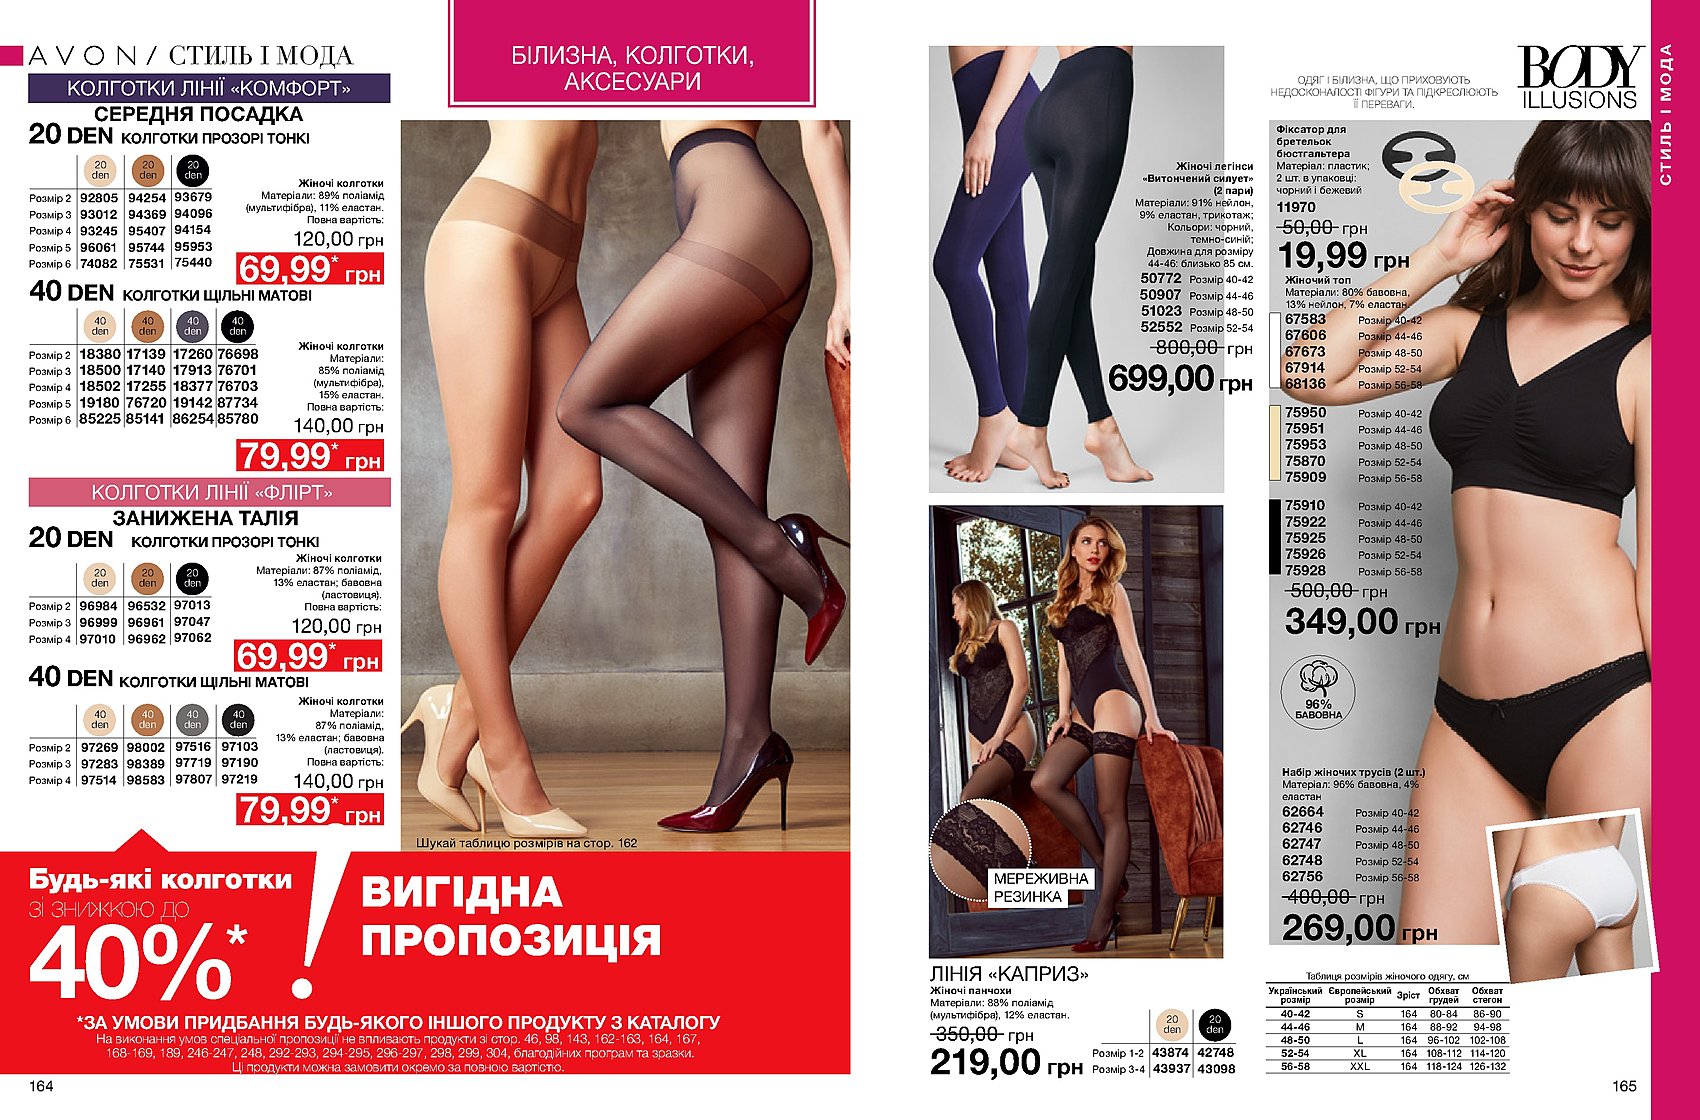 AVON / СТИЛЬ І МОДА
БІЛИЗНА, КОЛГОТКИ,
АКСЕСУАРИ
КОЛГОТКИ ЛІНІЇ «КОМФОРТ»
СЕРЕДНЯ ПОСАДКА
20 DEN КОЛГОТКИ ПРОЗОРІ ТОНКІ
20 den 20 den 20 den
Розмір 2 92805 94254 93679
Розмір 3 93012 94369 94096
Розмір 4 93245 95407 94154
Розмір 5 96061 95744 95953
Розмір 6 74082 75531 75440
Жіночі колготки
Матеріали: 89% поліамід
(мультифібра), 11% еластан.
Повна вартість:
120,00 грн
69,99* грн
40 DEN КОЛГОТКИ ЩІЛЬНІ МАТОВІ
40 den 40 den 40 den 40 den
Розмір 2 18380 17139 17260 76698
Розмір 3 18500 17140 17913 76701
Розмір 4 18502 17255 18377 76703
Розмір 5 19180 76720 19142 87734
Розмір 6 85225 85141 86254 85780
Жіночі колготки
Матеріали:
85% поліамід
(мультифібра),
15% еластан.
Повна вартість:
140,00 грн
79,99* грн
КОЛГОТКИ ЛІНІЇ «ФЛІРТ»
ЗАНИЖЕНА ТАЛІЯ
20 DEN КОЛГОТКИ ПРОЗОРІ ТОНКІ
20 den 20 den 20 den
Розмір 2 96984 96532 97013
Розмір 3 96999 96961 97047
Розмір 4 97010 96962 97062
Жіночі колготки
Матеріали: 87% поліамід,
13% еластан; бавовна
(ластовиця).
Повна вартість:
120,00 грн
69,99* грн
40 DEN КОЛГОТКИ ЩІЛЬНІ МАТОВІ
40 den 40 den 40 den 40 den
Розмір 2 97269 98002 97516 97103
Розмір 3 97283 98389 97719 97190
Розмір 4 97514 98583 97807 97219
Жіночі колготки
Матеріали:
87% поліамід,
13% еластан; бавовна
(ластовиця).
Повна вартість:
140,00 грн
79,99* грн
Шукай таблицю розмірів на стор. 162
Будь-які колготки
ЗІ ЗНИЖКОЮ ДО
40%*
!
ВИГІДНА
ПРОПОЗИЦІЯ
*ЗА УМОВИ ПРИДБАННЯ БУДЬ-ЯКОГО ІНШОГО ПРОДУКТУ З КАТАЛОГУ
На виконання умов спеціальної пропозиції не впливають продукти зі стор. 46, 98, 143, 162-163, 164, 167,
168-169, 189, 246-247, 248, 292-293, 294-295, 296-297, 298, 299, 304, благодійних програм та зразки.
Ці продукти можна замовити окремо за повною вартістю.
164
Жіночі легінси
«Витончений силует»
(2 пари)
Матеріали: 91% нейлон,
9% еластан, трикотаж;
Кольори: чорний,
темно-синій;
Довжина для розміру
44-46: близько 85 см.
50772 Розмір 40-42
50907 Розмір 44-46
51023 Розмір 48-50
52552 Розмір 52-54
800,00 грн
699,00 грн
МЕРЕЖИВНА
РЕЗИНКА
ЛІНІЯ «КАПРИЗ»
Жіночі панчохи
Матеріали: 88% поліамід
(мультифібра), 12% еластан.
350,00 грн
219,00 грн
20 den 20 den
Розмір 1-2 43874 42748
Розмір 3-4 43937 43098
ОДЯГ І БІЛИЗНА, ЩО ПРИХОВУЮТЬ
НЕДОСКОНАЛОСТІ ФІГУРИ ТА ПІДКРЕСЛЮЮТЬ
ЇЇ ПЕРЕВАГИ.
BODY
ILLUSIONS
СТИЛЬ І МОДА
Фіксатор для
бретельок
бюстгальтера
Матеріал: пластик;
2 шт. в упаковці:
чорний і бежевий
11970
50,00 грн
19,99 грн
Жіночий топ
Матеріали: 80% бавовна,
13% нейлон, 7% еластан.
67583 Розмір 40-42
67606 Розмір 44-46
67673 Розмір 48-50
67914 Розмір 52-54
68136 Розмір 56-58
75950 Розмір 40-42
75951 Розмір 44-46
75953 Розмір 48-50
75870 Розмір 52-54
75909 Розмір 56-58
75910 Розмір 40-42
75922 Розмір 44-46
75925 Розмір 48-50
75926 Розмір 52-54
75928 Розмір 56-58
500,00 грн
349,00 грн
96%
БАВОВНА
Набір жіночих трусів (2 шт.)
Матеріал: 96% бавовна, 4%
еластан
62664 Розмір 40-42
62746 Розмір 44-46
62747 Розмір 48-50
62748 Розмір 52-54
62756 Розмір 56-58
400,00 грн
269,00 грн
Таблиця розмірів жіночого одягу, см
Український розмір Європейський розмір Зріст Обхват грудей Обхват стегон
40-42 S 164 80-84 86-90
44-46 M 164 88-92 94-98
48-50 L 164 96-102 102-108
52-54 XL 164 108-112 114-120
56-58 XXL 164 118-124 126-132
165